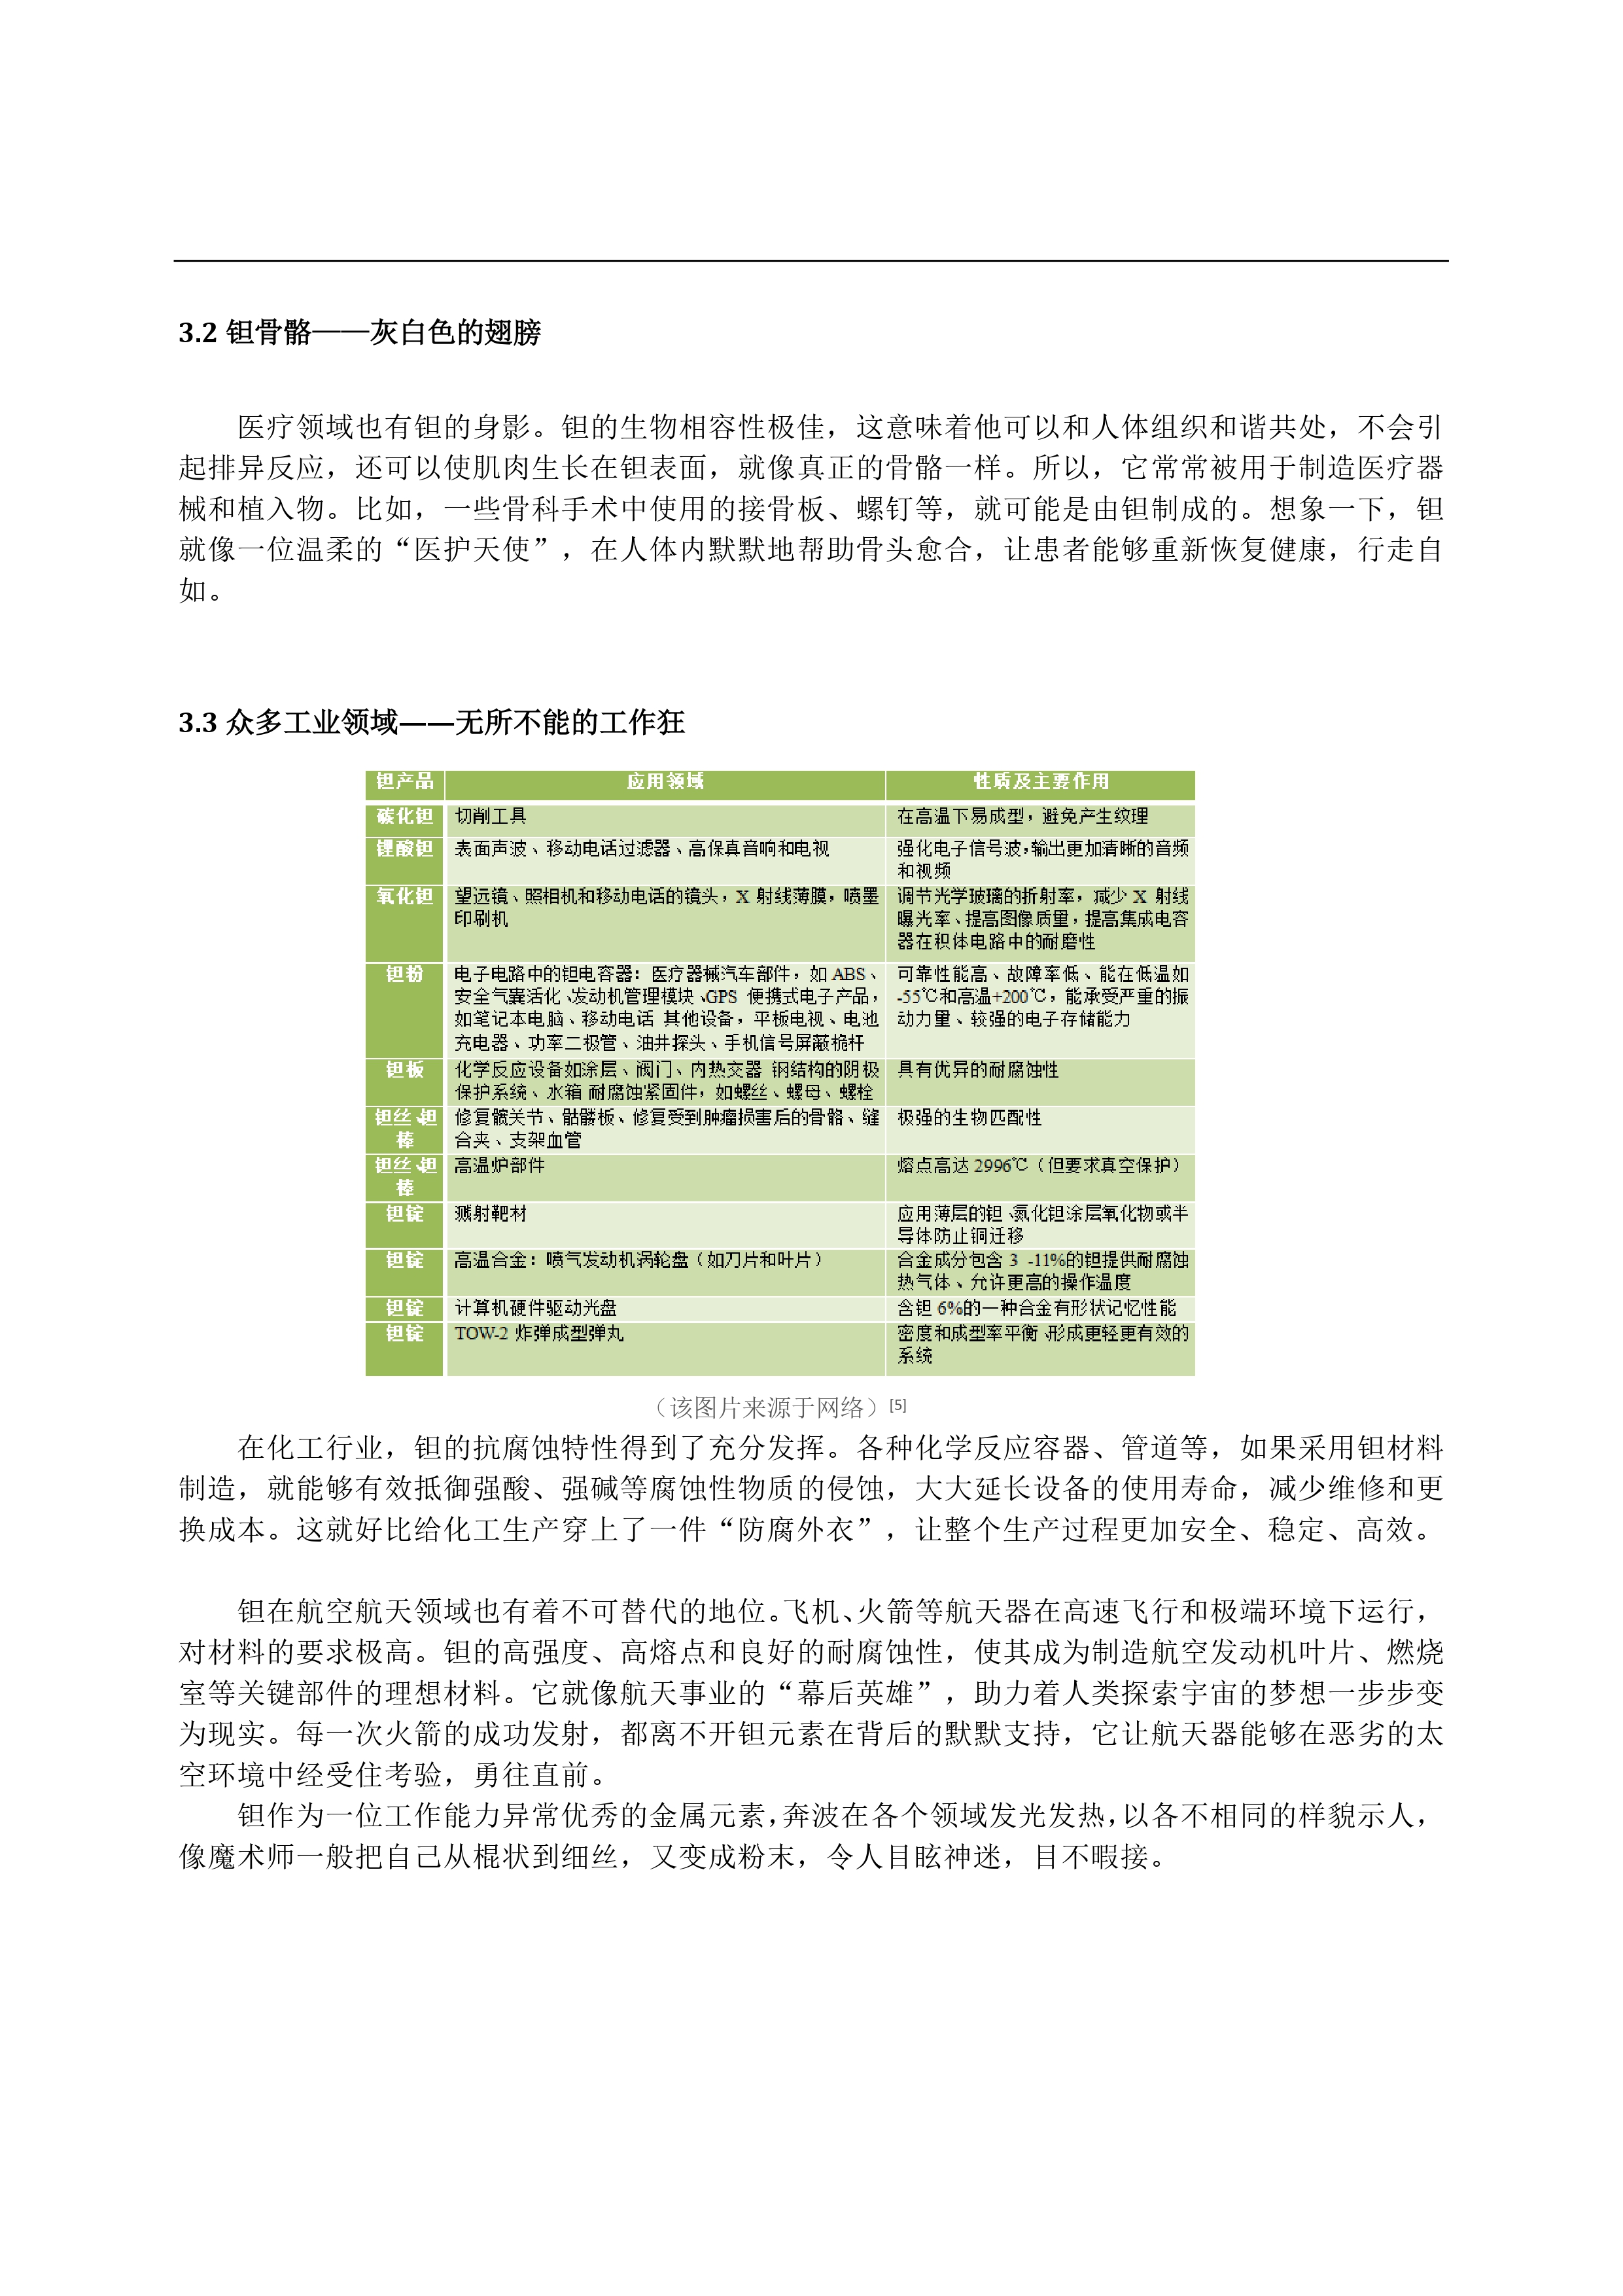 3.2 钽骨骼——灰白色的翅膀
医疗领域也有钽的身影。钽的生物相容性极佳，这意味着他可以和人体组织和谐共处，不会引
起排异反应，还可以使肌肉生长在钽表面，就像真正的骨骼一样。所以，它常常被用于制造医疗器
械和植入物。比如，一些骨科手术中使用的接骨板、螺钉等，就可能是由钽制成的。想象一下，钽
就像一位温柔的“医护天使”，在人体内默默地帮助骨头愈合，让患者能够重新恢复健康，行走自
如。
3.3 众多工业领域——无所不能的工作狂
钽产品 应用领域 性质及主要作用
碳化钽 切削工具 在高温下易成型，避免产生纹理
锂酸钽 表面声波、移动电话过滤器、高保真音响和电视 强化电子信号波，输出更加清晰的音频
和视频
氧化钽 望远镜、照相机和移动电话的镜头，X 射线薄膜，喷墨 调节光学玻璃的折射率，减少 X 射线
印刷机 曝光率、提高图像质量，提高集成电容
器在积体电路中的耐磨性
钽粉 电子电路中的钽电容器：医疗器械汽车部件，如 ABS、 可靠性能高、故障率低、能在低温如
安全气囊活化、发动机管理模块、GPS 便携式电子产品， -55℃和高温+200℃，能承受严重的振
如笔记本电脑、移动电话 其他设备，平板电视、电池 动力量、较强的电子存储能力
充电器、功率二极管、油井探头、手机信号屏蔽桅杆
钽板 化学反应设备如涂层、阀门、内热交器 钢结构的阴极 具有优异的耐腐蚀性
保护系统、水箱 耐腐蚀紧固件，如螺丝、螺母、螺栓
钽丝、钽 修复髋关节、骷髅板、修复受到肿瘤损害后的骨骼、缝 极强的生物匹配性
棒 合夹、支架血管
钽丝、钽 高温炉部件 熔点高达 2996℃（但要求真空保护）
棒
钽锭 溅射靶材 应用薄层的钽、氮化钽涂层氧化物或半
导体防止铜迁移
钽锭 高温合金：喷气发动机涡轮盘（如刀片和叶片） 合金成分包含 3 -11%的钽提供耐腐蚀
热气体、允许更高的操作温度
钽锭 计算机硬件驱动光盘 含钽 6%的一种合金有形状记忆性能
钽锭 TOW-2 炸弹成型弹丸 密度和成型率平衡、形成更轻更有效的
系统
（该图片来源于网络）[5]
在化工行业，钽的抗腐蚀特性得到了充分发挥。各种化学反应容器、管道等，如果采用钽材料
制造，就能够有效抵御强酸、强碱等腐蚀性物质的侵蚀，大大延长设备的使用寿命，减少维修和更
换成本。这就好比给化工生产穿上了一件“防腐外衣”，让整个生产过程更加安全、稳定、高效。
钽在航空航天领域也有着不可替代的地位。飞机、火箭等航天器在高速飞行和极端环境下运行，
对材料的要求极高。钽的高强度、高熔点和良好的耐腐蚀性，使其成为制造航空发动机叶片、燃烧
室等关键部件的理想材料。它就像航天事业的“幕后英雄”，助力着人类探索宇宙的梦想一步步变
为现实。每一次火箭的成功发射，都离不开钽元素在背后的默默支持，它让航天器能够在恶劣的太
空环境中经受住考验，勇往直前。
钽作为一位工作能力异常优秀的金属元素，奔波在各个领域发光发热，以各不相同的样貌示人，
像魔术师一般把自己从棍状到细丝，又变成粉末，令人目眩神迷，目不暇接。